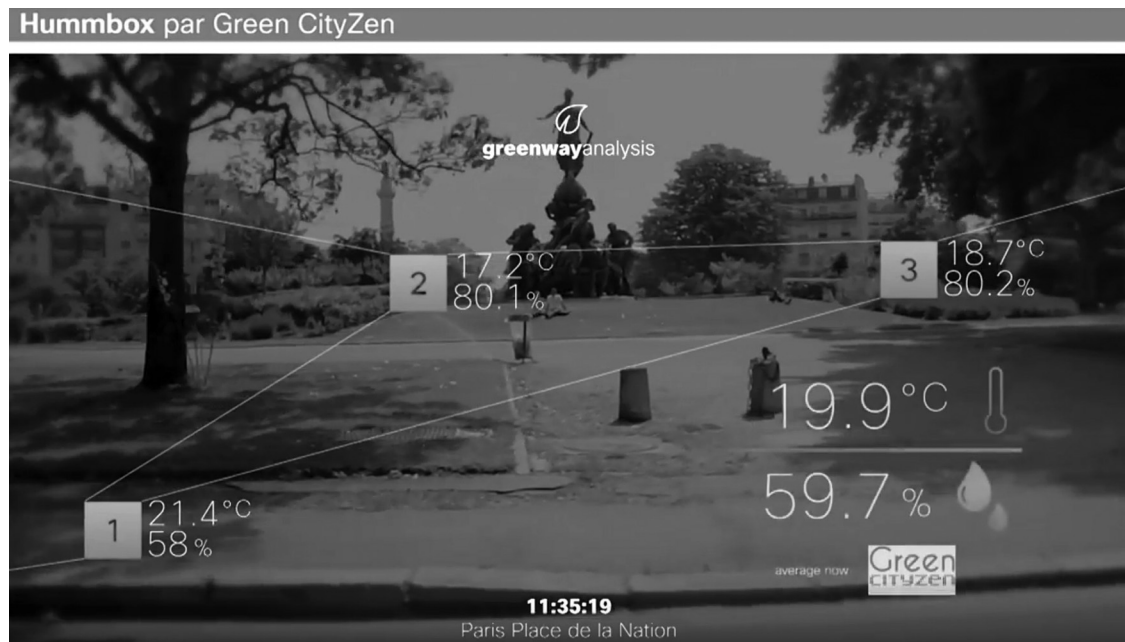 Hummbox par Green CityZen
greenwayanalysis
2
17.2°C
80.1%
3
18.7°C
80.2%
19.9°C
59.7%
1
21.4°C
58%
average now
Green
CITYZEN
11:35:19
Paris Place de la Nation